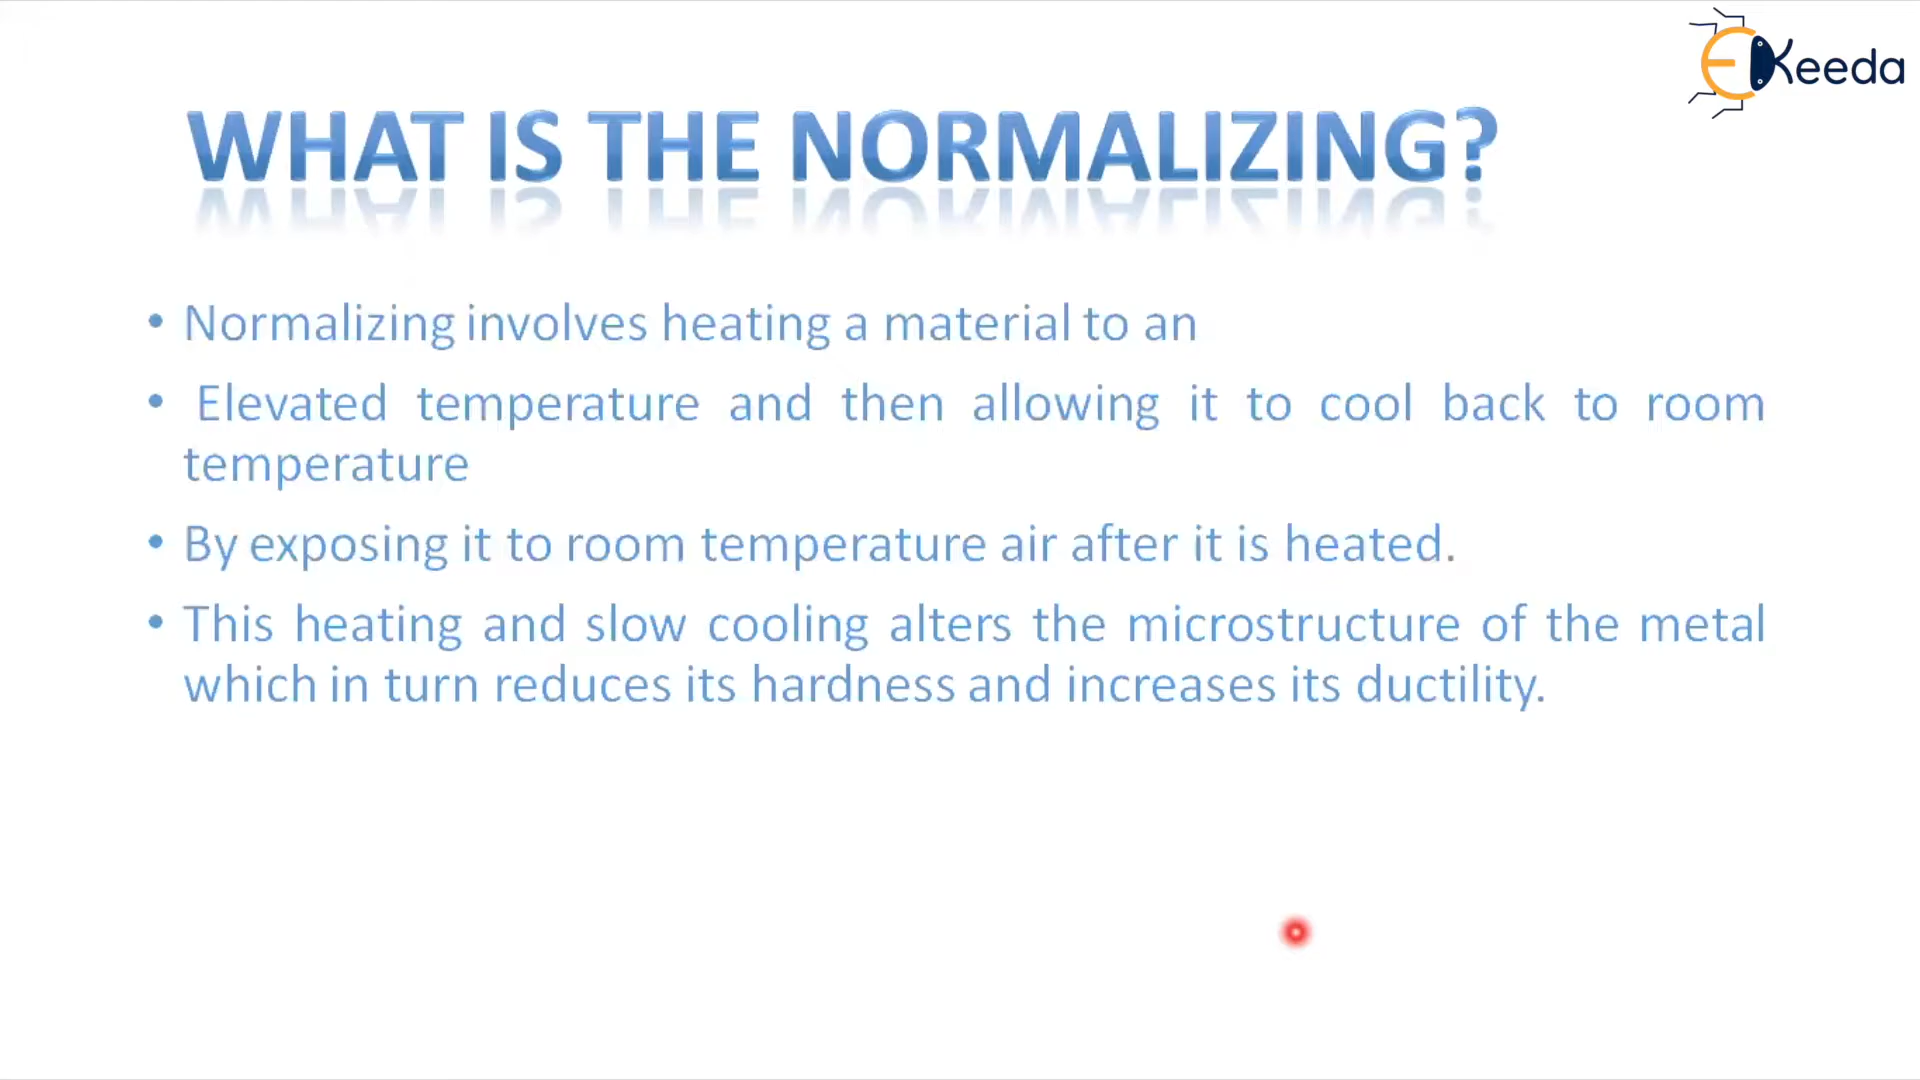 EKeeda
WHAT IS THE NORMALIZING?
• Normalizing involves heating a material to an
• Elevated temperature and then allowing it to cool back to room
temperature
• By exposing it to room temperature air after it is heated.
• This heating and slow cooling alters the microstructure of the metal
which in turn reduces its hardness and increases its ductility.